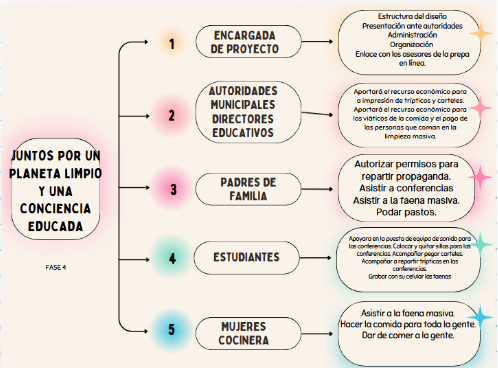 JUNTOS POR UN
PLANETA LIMPIO
Y UNA
CONCIENCIA
EDUCADA
FASE 4
1
ENCARGADA
DE PROYECTO
Estructura del diseño
Presentación ante autoridades
Administración
Organización
Enlace con los asesores de la prepa
en línea.
2
AUTORIDADES
MUNICIPALES
DIRECTORES
EDUCATIVOS
Aportará el recurso económico para
a impresión de trípticos y carteles.
Aportará el recurso económico para
los viáticos de la comida y el pago de
las personas que coman en la
limpieza masiva.
3
PADRES DE
FAMILIA
Autorizar permisos para
repartir propaganda.
Asistir a conferencias
Asistir a la faena masiva.
Podar pastos.
4
ESTUDIANTES
Apoyara en la puesta de equipo de sonido para
las conferencias. Colocar y quitar sillas para las
conferencias. Acompañar pegar carteles.
Acompañar a repartir trípticos en las
conferencias.
Grabar con su celular las faenas
5
MUJERES
COCINERA
Asistir a la faena masiva.
Hacer la comida para toda la gente.
Dar de comer a la gente.